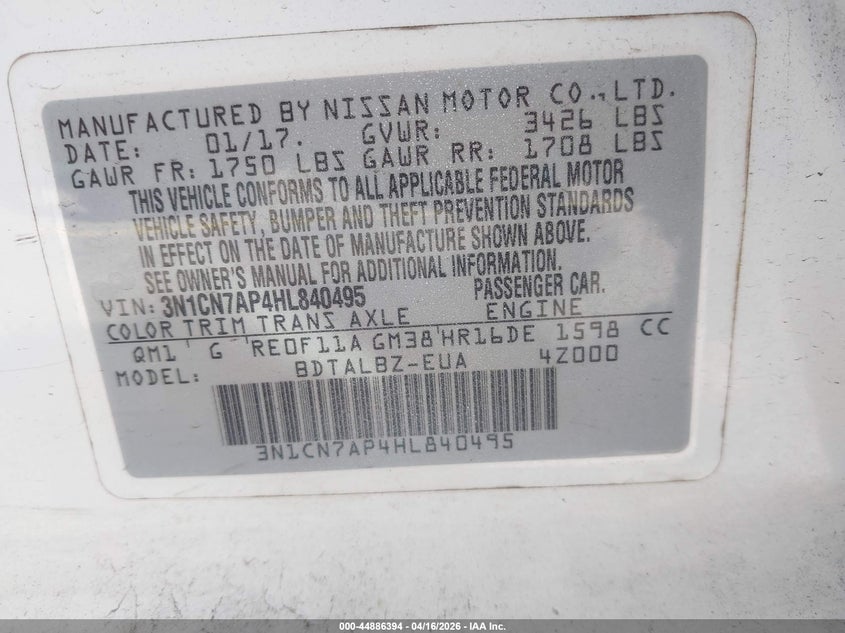 MANUFACTURED BY NISSAN MOTOR CO.,LTD.
DATE: 01/17. GVWR: 3426 LBS
GAWR FR: 1750 LBS GAWR RR: 1708 LBS
THIS VEHICLE CONFORMS TO ALL APPLICABLE FEDERAL MOTOR
VEHICLE SAFETY, BUMPER AND THEFT PREVENTION STANDARDS
IN EFFECT ON THE DATE OF MANUFACTURE SHOWN ABOVE.
SEE OWNER'S MANUAL FOR ADDITIONAL INFORMATION.
VIN: 3N1CN7AP4HL840495 PASSENGER CAR.
COLOR TRIM TRANS AXLE ENGINE
QM1 G RE0F11A GM38 HR16DE 1598 CC
MODEL: BDTALBZ-EUA 4Z000
3N1CN7AP4HL840495
000-44886394 - 04/16/2026 - IAA Inc.